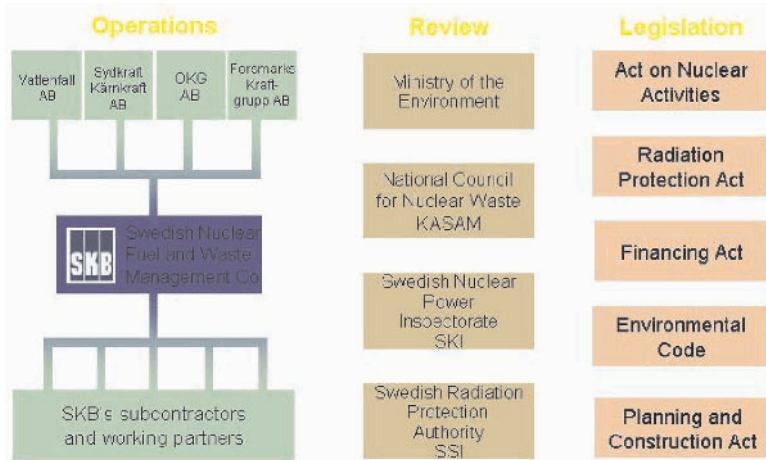 Operations
Vattenfall
AB
Sydkraft
Kärnkraft
AB
OKG
AB
Forsmarks
Kraft-
grupp AB
SKB
Swedish Nuclear
Fuel and Waste
Management Co
SKB's subcontractors
and working partners
Review
Ministry of the
Environment
National Council
for Nuclear Waste
KASAM
Swedish Nuclear
Power
Inspectorate
SKI
Swedish Radiation
Protection
Authority
SSI
Legislation
Act on Nuclear
Activities
Radiation
Protection Act
Financing Act
Environmental
Code
Planning and
Construction Act